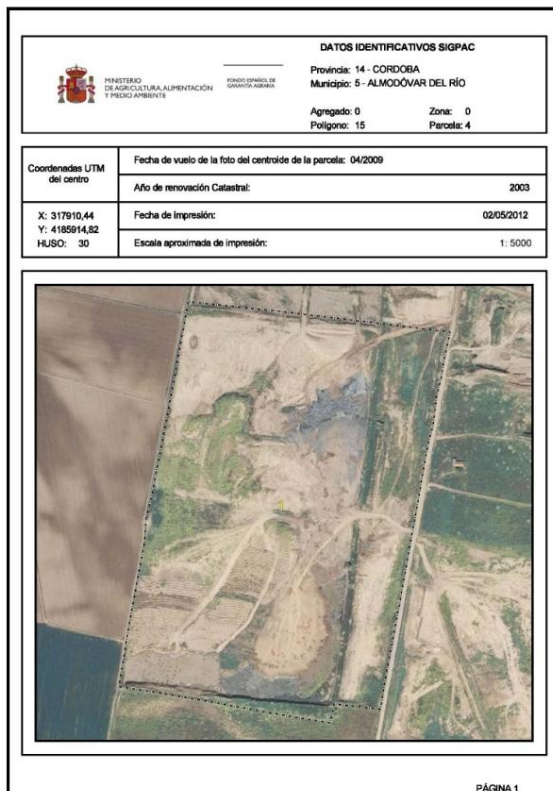 MINISTERIO
DE AGRICULTURA, ALIMENTACIÓN
Y MEDIO AMBIENTE
FONDO ESPAÑOL DE
GARANTÍA AGRARIA
DATOS IDENTIFICATIVOS SIGPAC
Provincia: 14 - CORDOBA
Municipio: 5 - ALMODÓVAR DEL RÍO
Agregado: 0 Zona: 0
Polígono: 15 Parcela: 4
Coordenadas UTM
del centro
X: 317910,44
Y: 4185914,82
HUSO: 30
Fecha de vuelo de la foto del centroide de la parcela: 04/2009
Año de renovación Catastral: 2003
Fecha de impresión: 02/05/2012
Escala aproximada de impresión: 1: 5000
1
PÁGINA 1